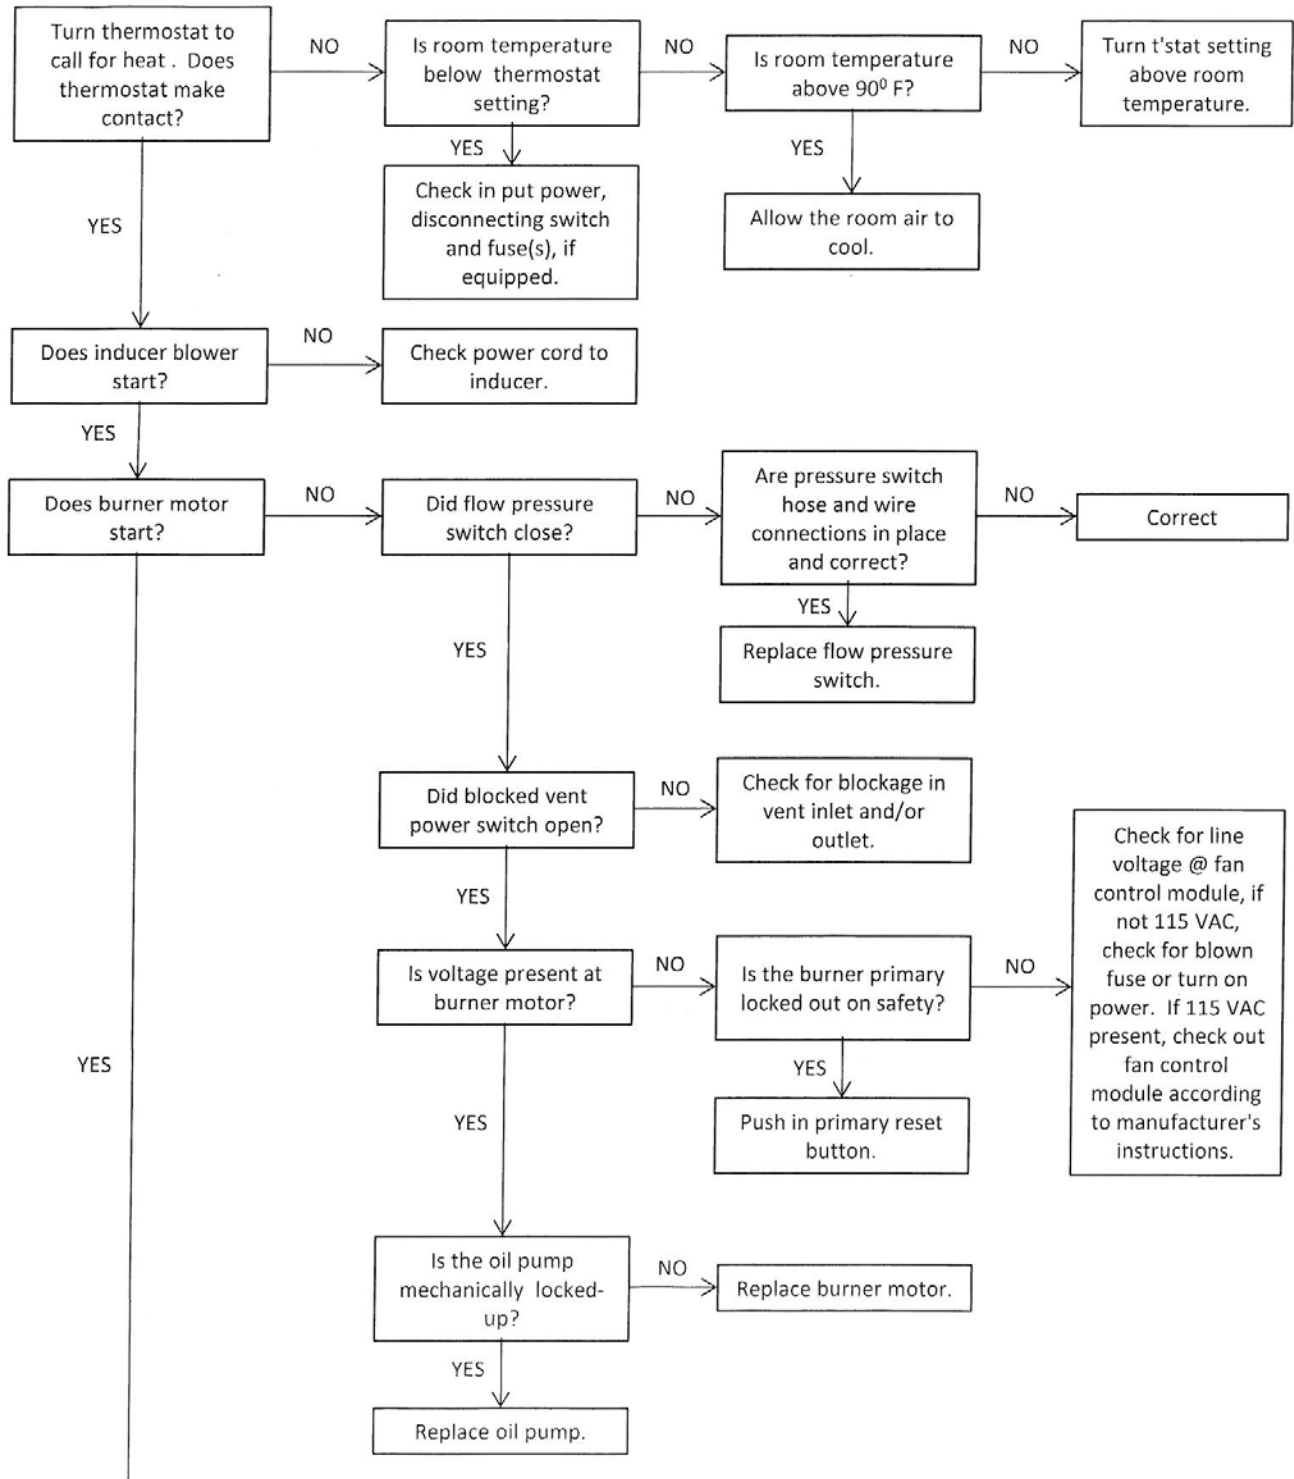 Turn thermostat to
call for heat . Does
thermostat make
contact?
NO
Is room temperature
below thermostat
setting?
NO
Is room temperature
above 90⁰ F?
NO
Turn t'stat setting
above room
temperature.
YES
YES
Check in put power,
disconnecting switch
and fuse(s), if
equipped.
Allow the room air to
cool.
YES
Does inducer blower
start?
NO
Check power cord to
inducer.
YES
Does burner motor
start?
NO
Did flow pressure
switch close?
NO
Are pressure switch
hose and wire
connections in place
and correct?
NO
Correct
YES
Replace flow pressure
switch.
YES
Did blocked vent
power switch open?
NO
Check for blockage in
vent inlet and/or
outlet.
YES
Is voltage present at
burner motor?
NO
Is the burner primary
locked out on safety?
NO
Check for line
voltage @ fan
control module, if
not 115 VAC,
check for blown
fuse or turn on
power. If 115 VAC
present, check out
fan control
module according
to manufacturer's
instructions.
YES
Push in primary reset
button.
YES
YES
Is the oil pump
mechanically locked-
up?
NO
Replace burner motor.
YES
Replace oil pump.